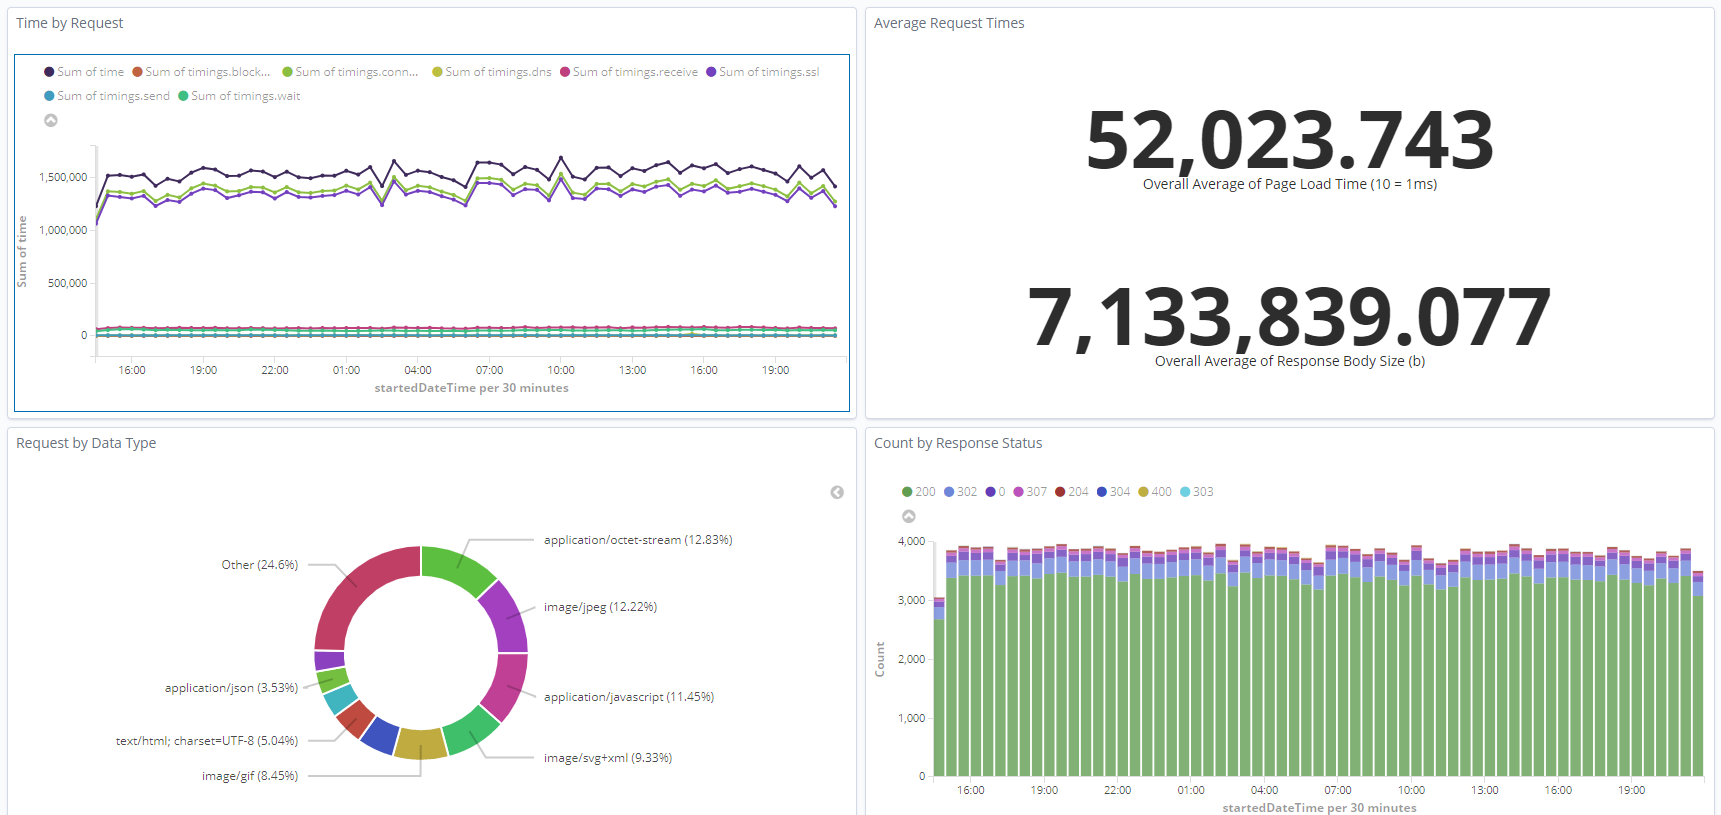 Time by Request
Sum of time Sum of timings.block... Sum of timings.conn... Sum of timings.dns Sum of timings.receive Sum of timings.ssl
Sum of timings.send Sum of timings.wait
Sum of time
1,500,000
1,000,000
500,000
0
16:00 19:00 22:00 01:00 04:00 07:00 10:00 13:00 16:00 19:00
startedDateTime per 30 minutes
Average Request Times
52,023.743
Overall Average of Page Load Time (10 = 1ms)
7,133,839.077
Overall Average of Response Body Size (b)
Request by Data Type
application/octet-stream (12.83%)
image/jpeg (12.22%)
application/javascript (11.45%)
image/svg+xml (9.33%)
image/gif (8.45%)
text/html; charset=UTF-8 (5.04%)
application/json (3.53%)
Other (24.6%)
Count by Response Status
200 302 0 307 204 304 400 303
Count
4,000
3,000
2,000
1,000
0
16:00 19:00 22:00 01:00 04:00 07:00 10:00 13:00 16:00 19:00
startedDateTime per 30 minutes